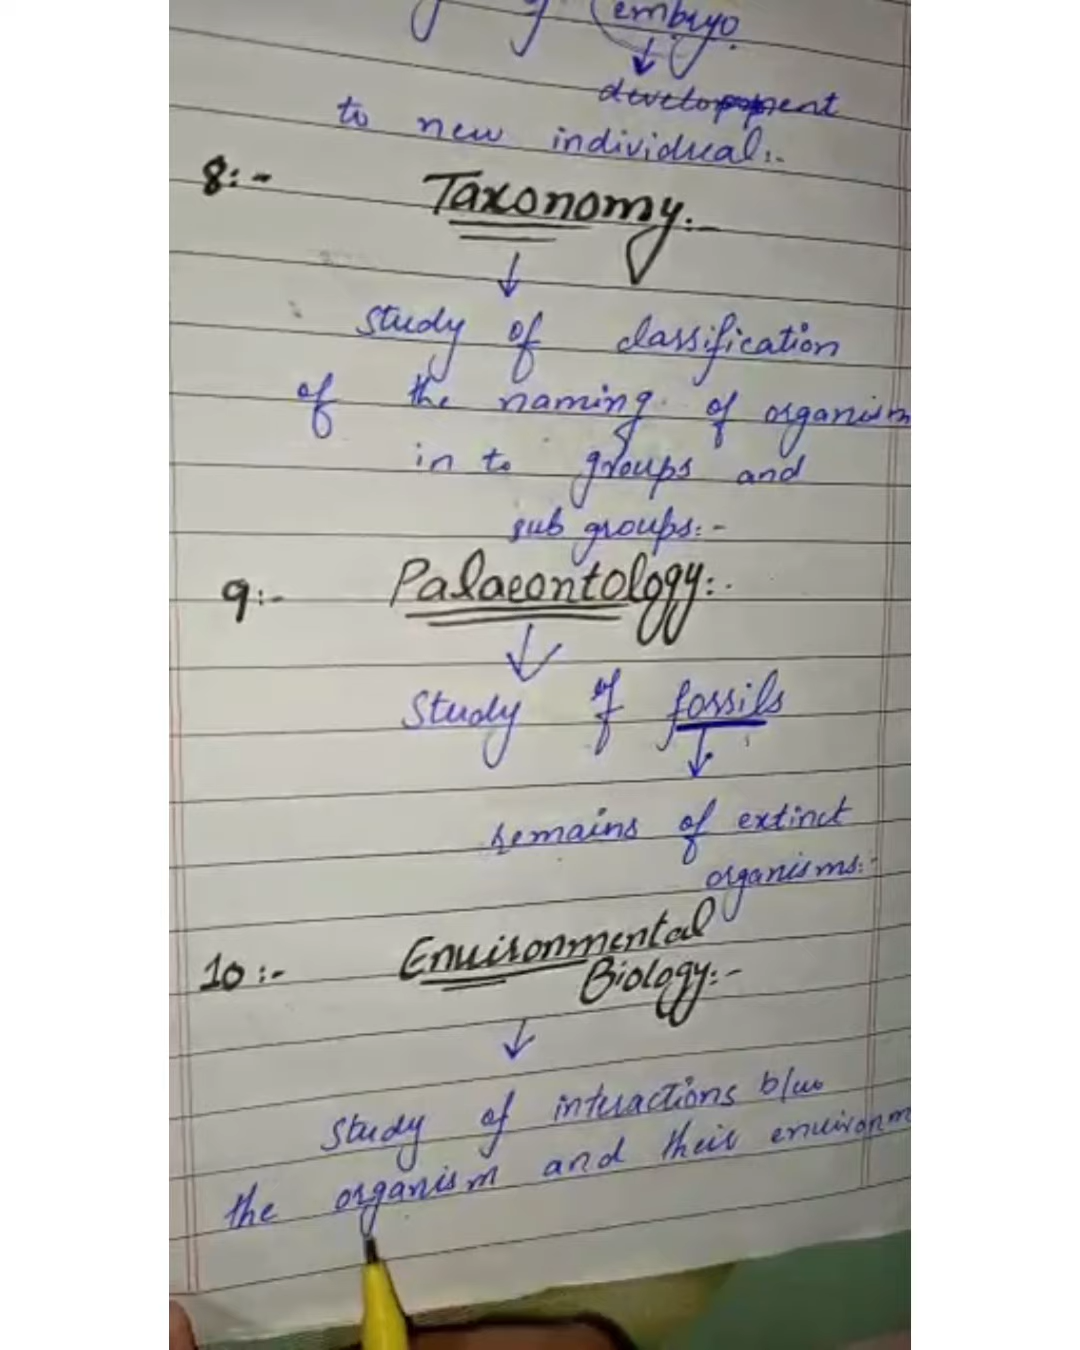 embryo.
↓
development
to new individual:-
8:- Taxonomy:-
↓
Study of classification
of the naming of organism
in to groups and
sub groups:-
9:- Palaeontology:-
↓
Study of fossils
↓
remains of extinct
organisms:-
10:- Environmental
Biology:-
↓
Study of interactions b/w
the organism and their environm